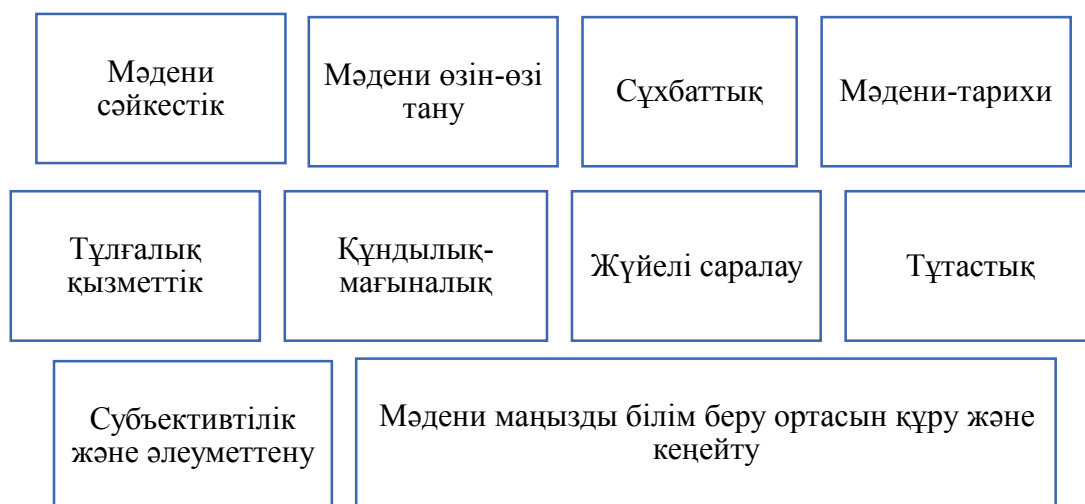 Мәдени
сәйкестік
Мәдени өзін-өзі
тану
Сұхбаттық
Мәдени-тарихи
Тұлғалық
қызметтік
Құндылық-
мағыналық
Жүйелі саралау
Тұтастық
Субъективтілік
және әлеуметтену
Мәдени маңызды білім беру ортасын құру және
кеңейту